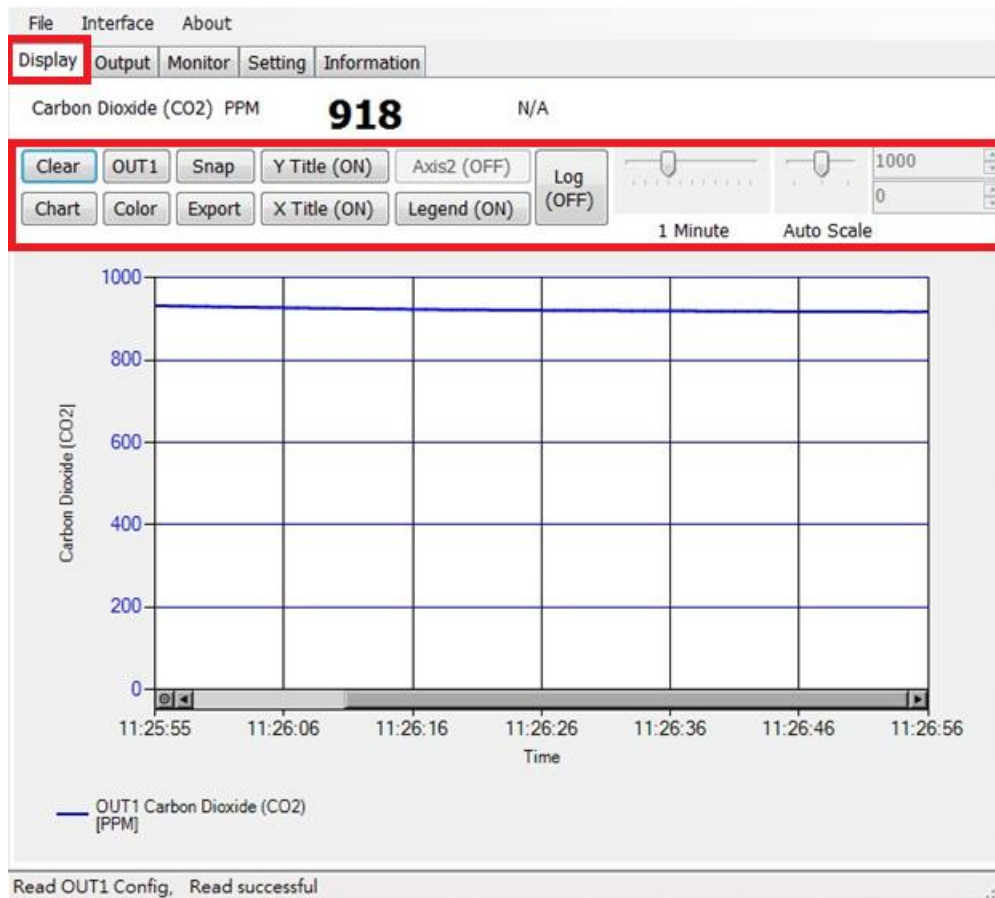 File Interface About
Display Output Monitor Setting Information
Carbon Dioxide (CO2) PPM 918 N/A
Clear OUT1 Snap Y Title (ON) Axis2 (OFF) Log (OFF) 1000
Chart Color Export X Title (ON) Legend (ON) 0
1 Minute Auto Scale
1000
800
600
400
200
0
Carbon Dioxide (CO2]
11:25:55 11:26:06 11:26:16 11:26:26 11:26:36 11:26:46 11:26:56
Time
OUT1 Carbon Dioxide (CO2)
[PPM]
Read OUT1 Config, Read successful